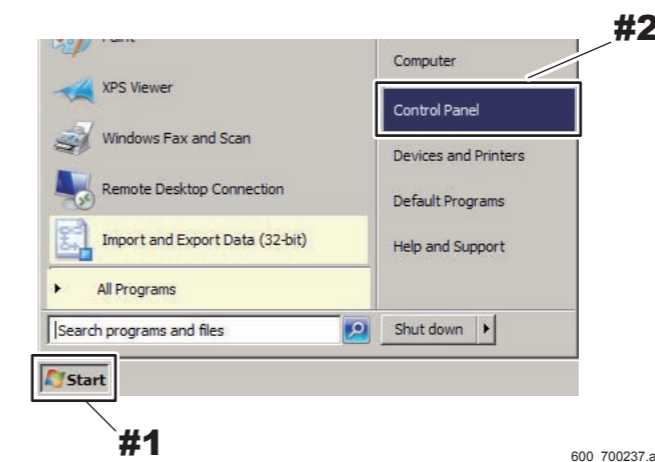 #2
Paint
Computer
XPS Viewer
Control Panel
Windows Fax and Scan
Devices and Printers
Remote Desktop Connection
Default Programs
Import and Export Data (32-bit)
Help and Support
All Programs
Search programs and files
Shut down
Start
#1
600_700237.a